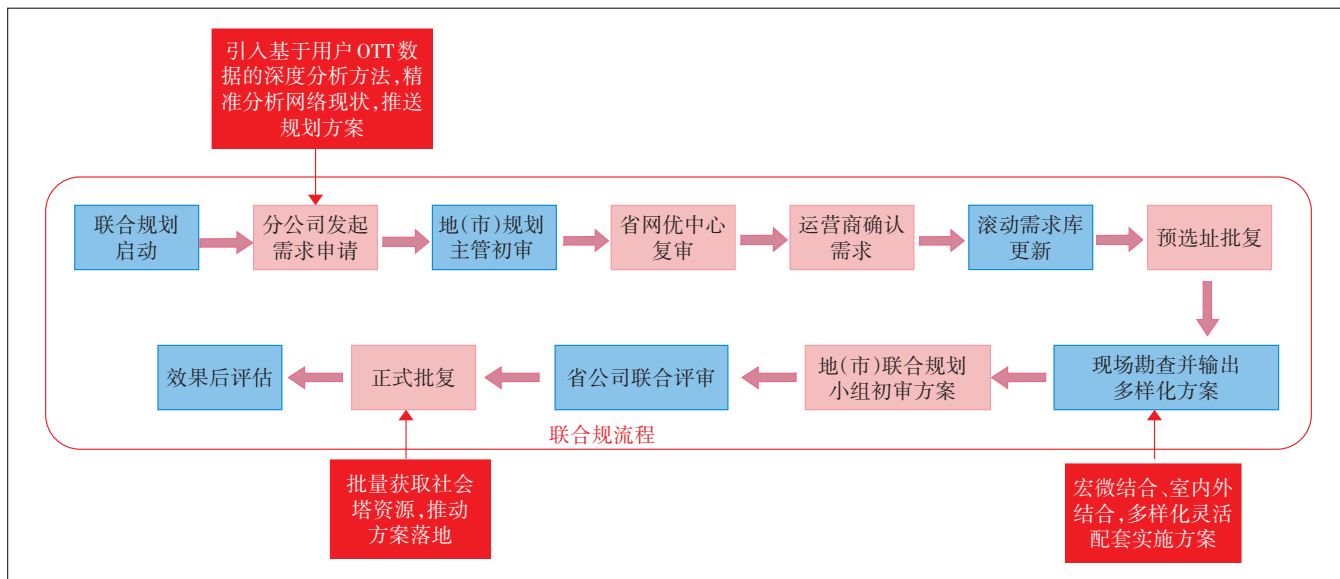 引入基于用户OTT数
据的深度分析方法,精
准分析网络现状,推送
规划方案
联合规划
启动
分公司发起
需求申请
地(市)规划
主管初审
省网优中心
复审
运营商确认
需求
滚动需求库
更新
预选址批复
效果后评估
正式批复
省公司联合评审
地(市)联合规划
小组初审方案
现场勘查并输出
多样化方案
联合规流程
批量获取社会
塔资源,推动
方案落地
宏微结合、室内外
结合,多样化灵活
配套实施方案